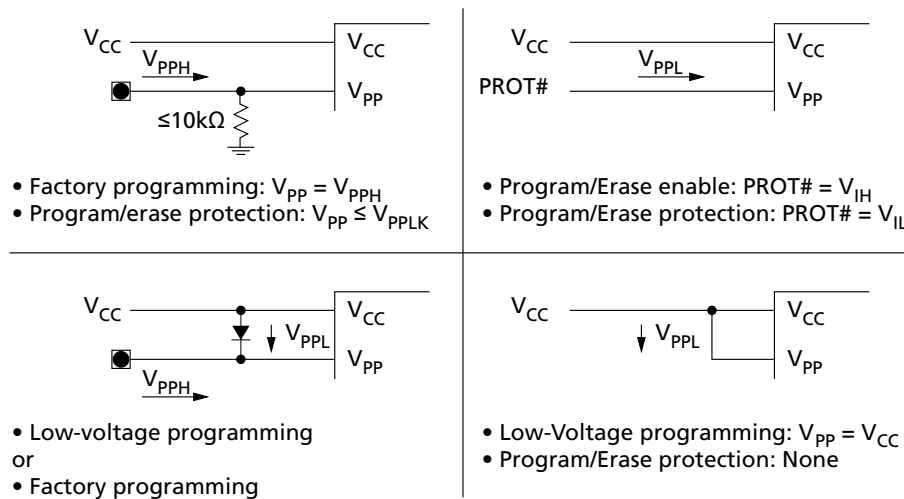 V_CC V_CC
V_PPH
V_PP
≤10kΩ
• Factory programming: V_PP = V_PPH
• Program/erase protection: V_PP ≤ V_PPLK
V_CC V_CC
V_PPL
PROT# V_PP
• Program/Erase enable: PROT# = V_IH
• Program/Erase protection: PROT# = V_IL
V_CC V_CC
V_PPL
V_PP
V_PPH
• Low-voltage programming
or
• Factory programming
V_CC V_CC
V_PPL
V_PP
• Low-Voltage programming: V_PP = V_CC
• Program/Erase protection: None